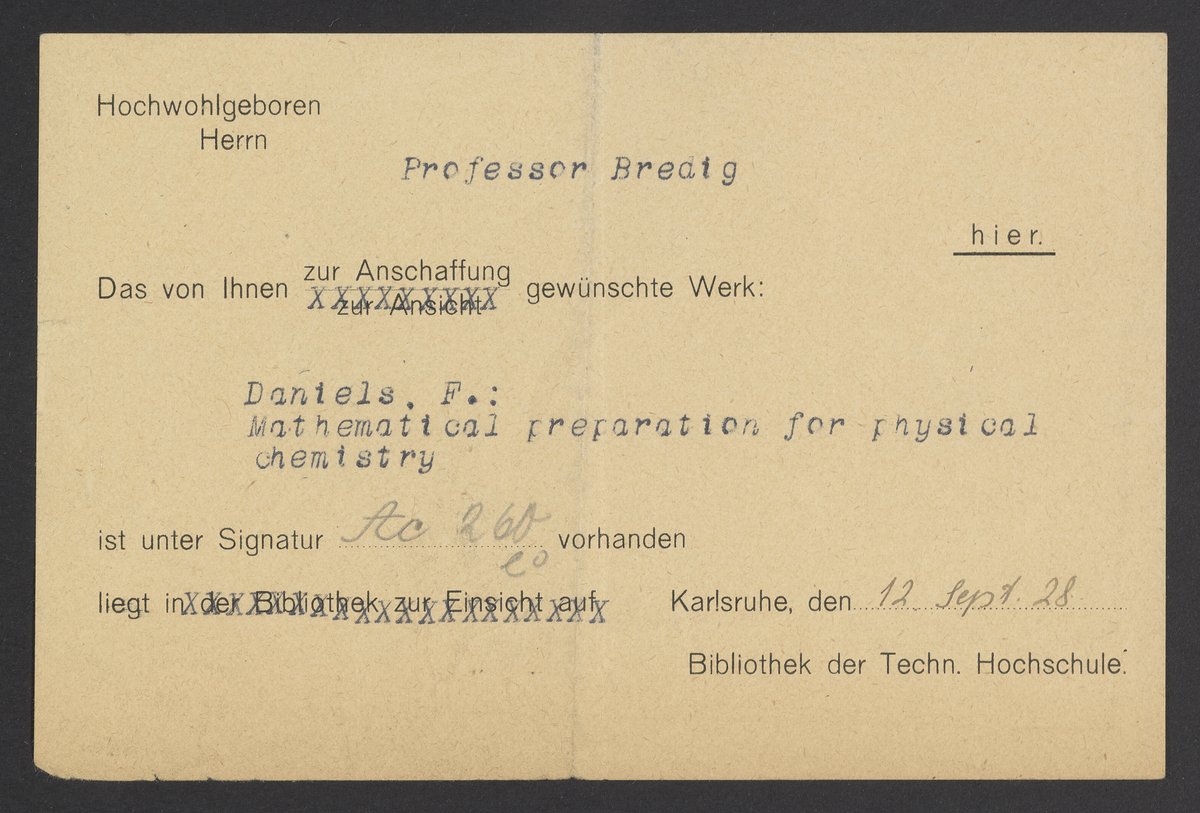 Hochwohlgeboren
Herrn
Professor Bredig
hier.
Das von Ihnen zur Anschaffung gewünschte Werk:
zur Ansicht
Daniels, F.:
Mathematical preparation for physical
chemistry
ist unter Signatur Ac 260 vorhanden
eo
liegt in der Bibliothek zur Einsicht auf
Karlsruhe, den 12. Sept. 28
Bibliothek der Techn. Hochschule.